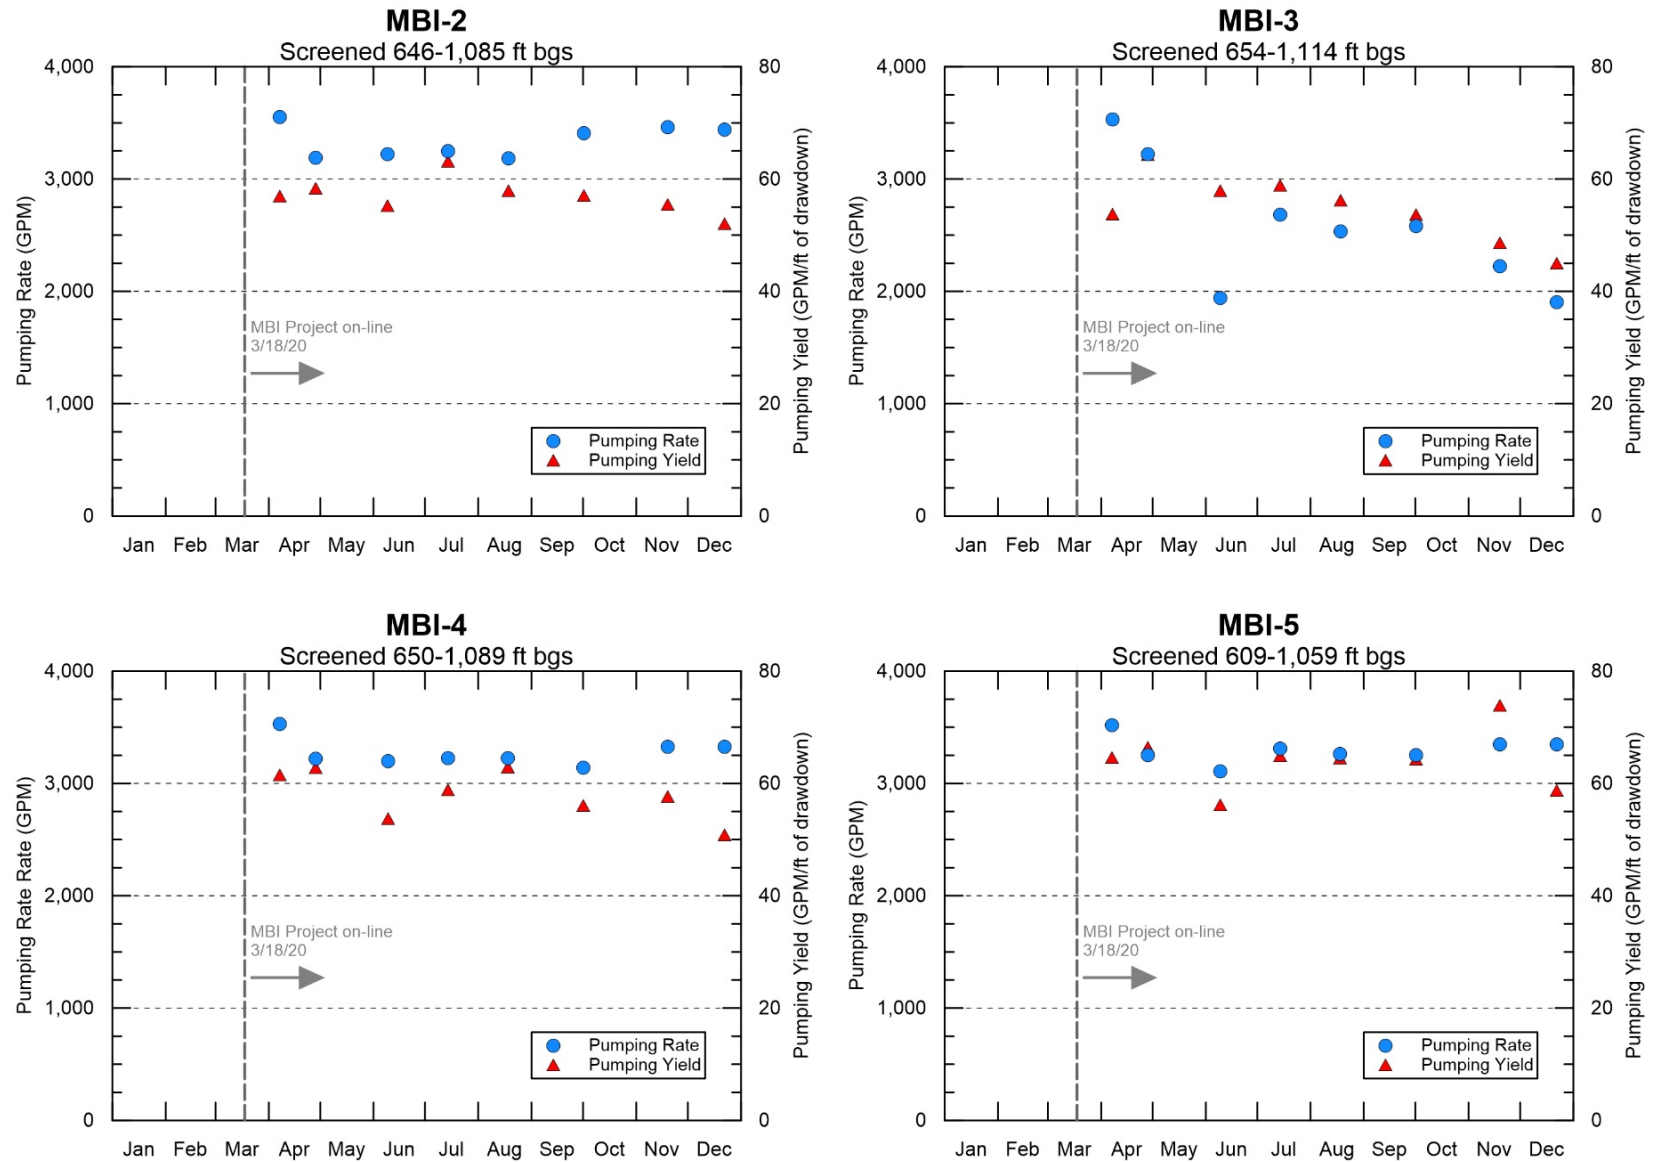 MBI-2
Screened 646-1,085 ft bgs
4,000
3,000
2,000
1,000
0
80
60
40
20
0
Pumping Rate (GPM)
Pumping Yield (GPM/ft of drawdown)
MBI Project on-line
3/18/20
Pumping Rate
Pumping Yield
Jan Feb Mar Apr May Jun Jul Aug Sep Oct Nov Dec
MBI-3
Screened 654-1,114 ft bgs
4,000
3,000
2,000
1,000
0
80
60
40
20
0
Pumping Rate (GPM)
Pumping Yield (GPM/ft of drawdown)
MBI Project on-line
3/18/20
Pumping Rate
Pumping Yield
Jan Feb Mar Apr May Jun Jul Aug Sep Oct Nov Dec
MBI-4
Screened 650-1,089 ft bgs
4,000
3,000
2,000
1,000
0
80
60
40
20
0
Pumping Rate Rate (GPM)
Pumping Yield (GPM/ft of drawdown)
MBI Project on-line
3/18/20
Pumping Rate
Pumping Yield
Jan Feb Mar Apr May Jun Jul Aug Sep Oct Nov Dec
MBI-5
Screened 609-1,059 ft bgs
4,000
3,000
2,000
1,000
0
80
60
40
20
0
Pumping Rate (GPM)
Pumping Yield (GPM/ft of drawdown)
MBI Project on-line
3/18/20
Pumping Rate
Pumping Yield
Jan Feb Mar Apr May Jun Jul Aug Sep Oct Nov Dec